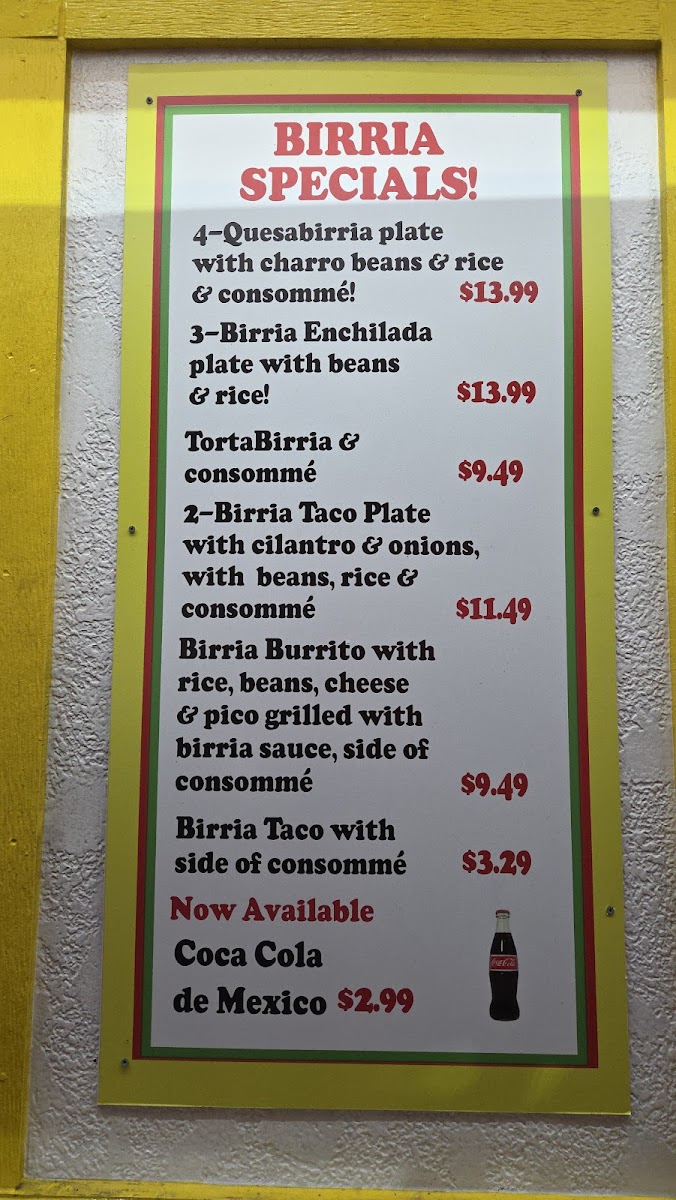 BIRRIA
SPECIALS!
4-Quesabirria plate
with charro beans & rice
& consommé! $13.99
3-Birria Enchilada
plate with beans
& rice! $13.99
TortaBirria &
consommé $9.49
2-Birria Taco Plate
with cilantro & onions,
with beans, rice &
consommé $11.49
Birria Burrito with
rice, beans, cheese
& pico grilled with
birria sauce, side of
consommé $9.49
Birria Taco with
side of consommé $3.29
Now Available
Coca Cola
de Mexico $2.99
Coca-Cola